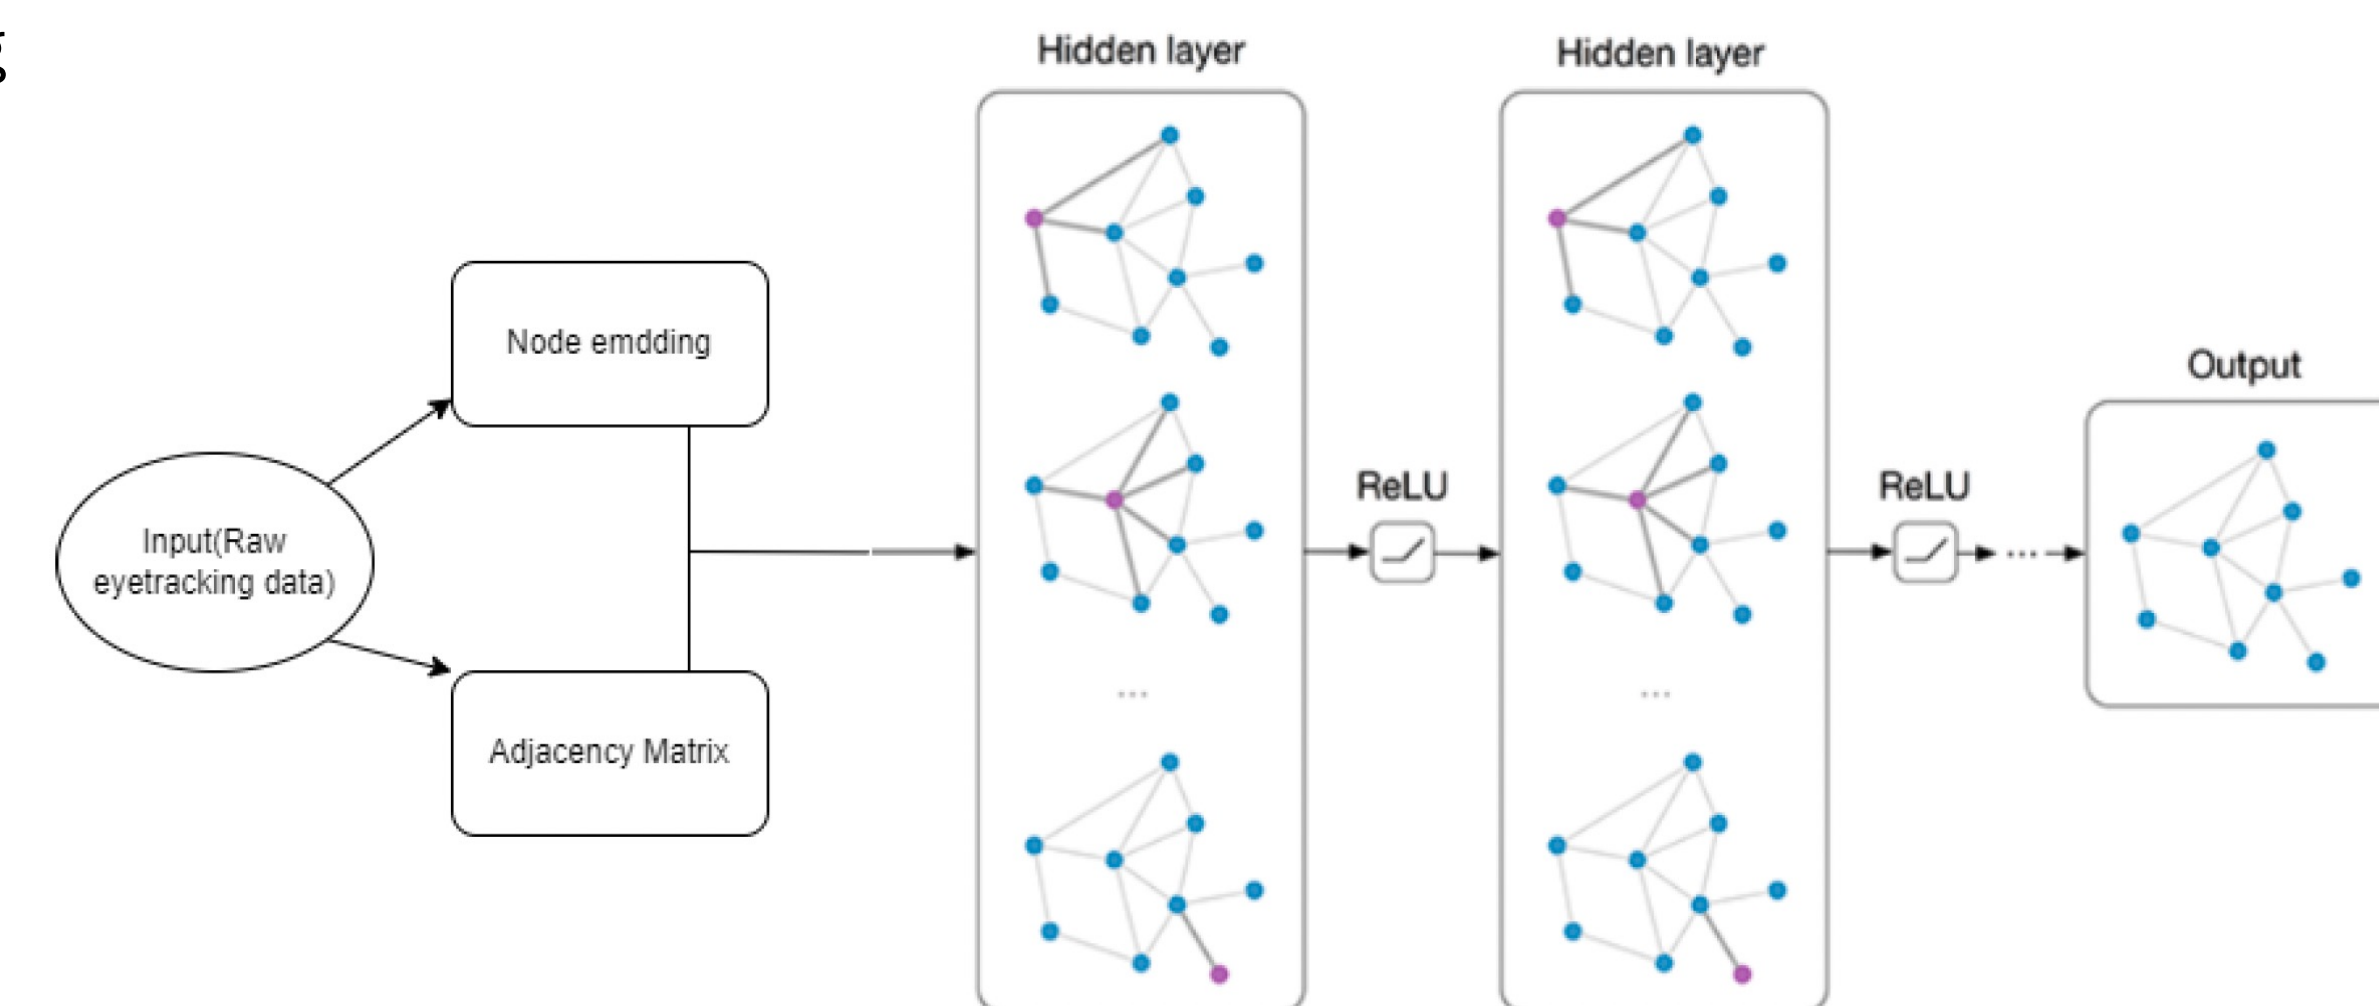 Hidden layer
Hidden layer
Node emdding
Input(Raw
eyetracking data)
Adjacency Matrix
ReLU
ReLU
Output
...
...
...